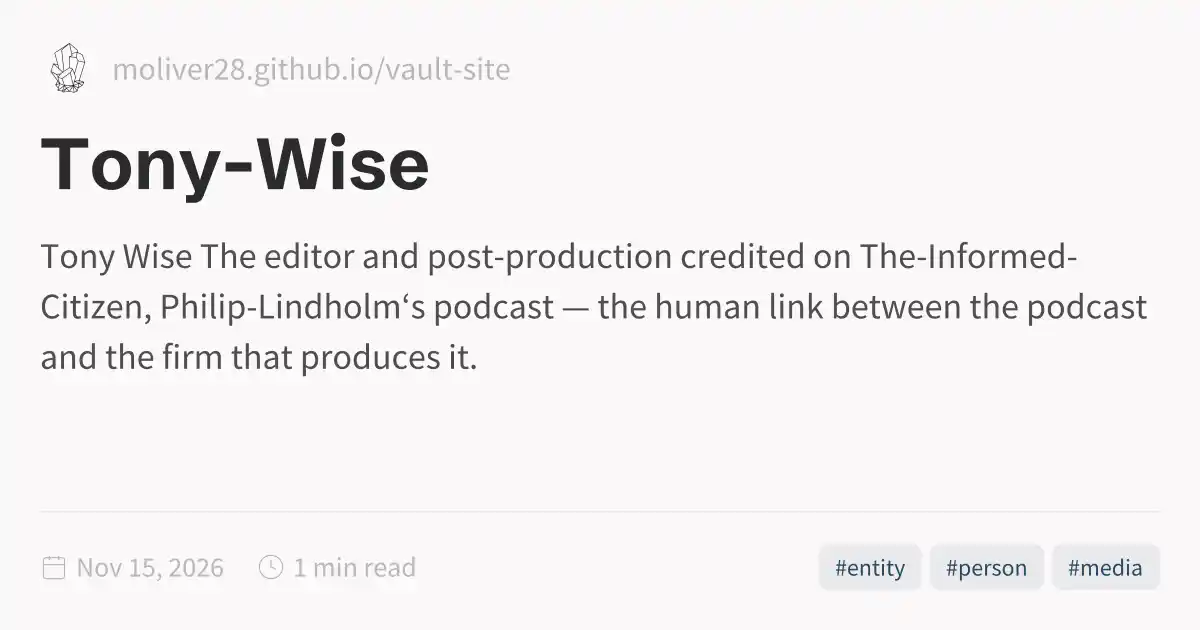 moliver28.github.io/vault-site
Tony-Wise
Tony Wise The editor and post-production credited on The-Informed-
Citizen, Philip-Lindholm‘s podcast — the human link between the podcast
and the firm that produces it.
Nov 15, 2026 1 min read #entity #person #media